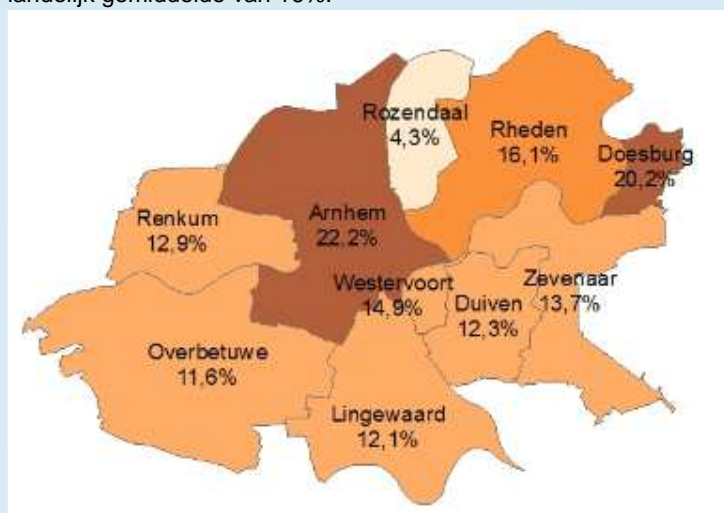 Rozendaal
4,3%
Rheden
16,1%
Doesburg
20,2%
Renkum
12,9%
Arnhem
22,2%
Westervoort
14,9%
Duiven
12,3%
Zevenaar
13,7%
Overbetuwe
11,6%
Lingewaard
12,1%